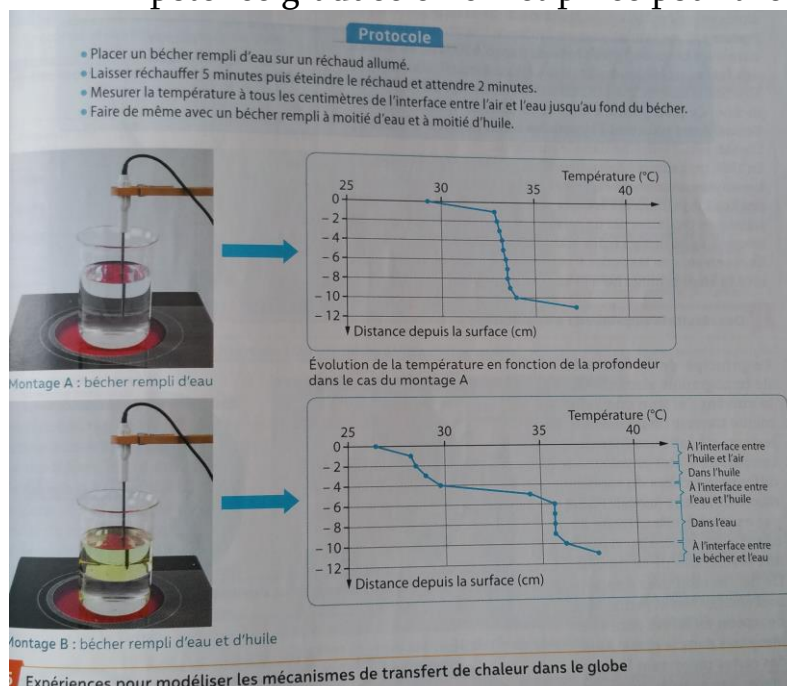 Protocole
• Placer un bécher rempli d'eau sur un réchaud allumé.
• Laisser réchauffer 5 minutes puis éteindre le réchaud et attendre 2 minutes.
• Mesurer la température à tous les centimètres de l'interface entre l'air et l'eau jusqu'au fond du bécher.
• Faire de même avec un bécher rempli à moitié d'eau et à moitié d'huile.
Température (°C)
25 30 35 40
0
– 2
– 4
– 6
– 8
– 10
– 12
Distance depuis la surface (cm)
Montage A : bécher rempli d'eau
Évolution de la température en fonction de la profondeur
dans le cas du montage A
Température (°C)
25 30 35 40
0
– 2
– 4
– 6
– 8
– 10
– 12
Distance depuis la surface (cm)
À l'interface entre
l'huile et l'air
Dans l'huile
À l'interface entre
l'eau et l'huile
Dans l'eau
À l'interface entre
le bécher et l'eau
Montage B : bécher rempli d'eau et d'huile
Expériences pour modéliser les mécanismes de transfert de chaleur dans le globe